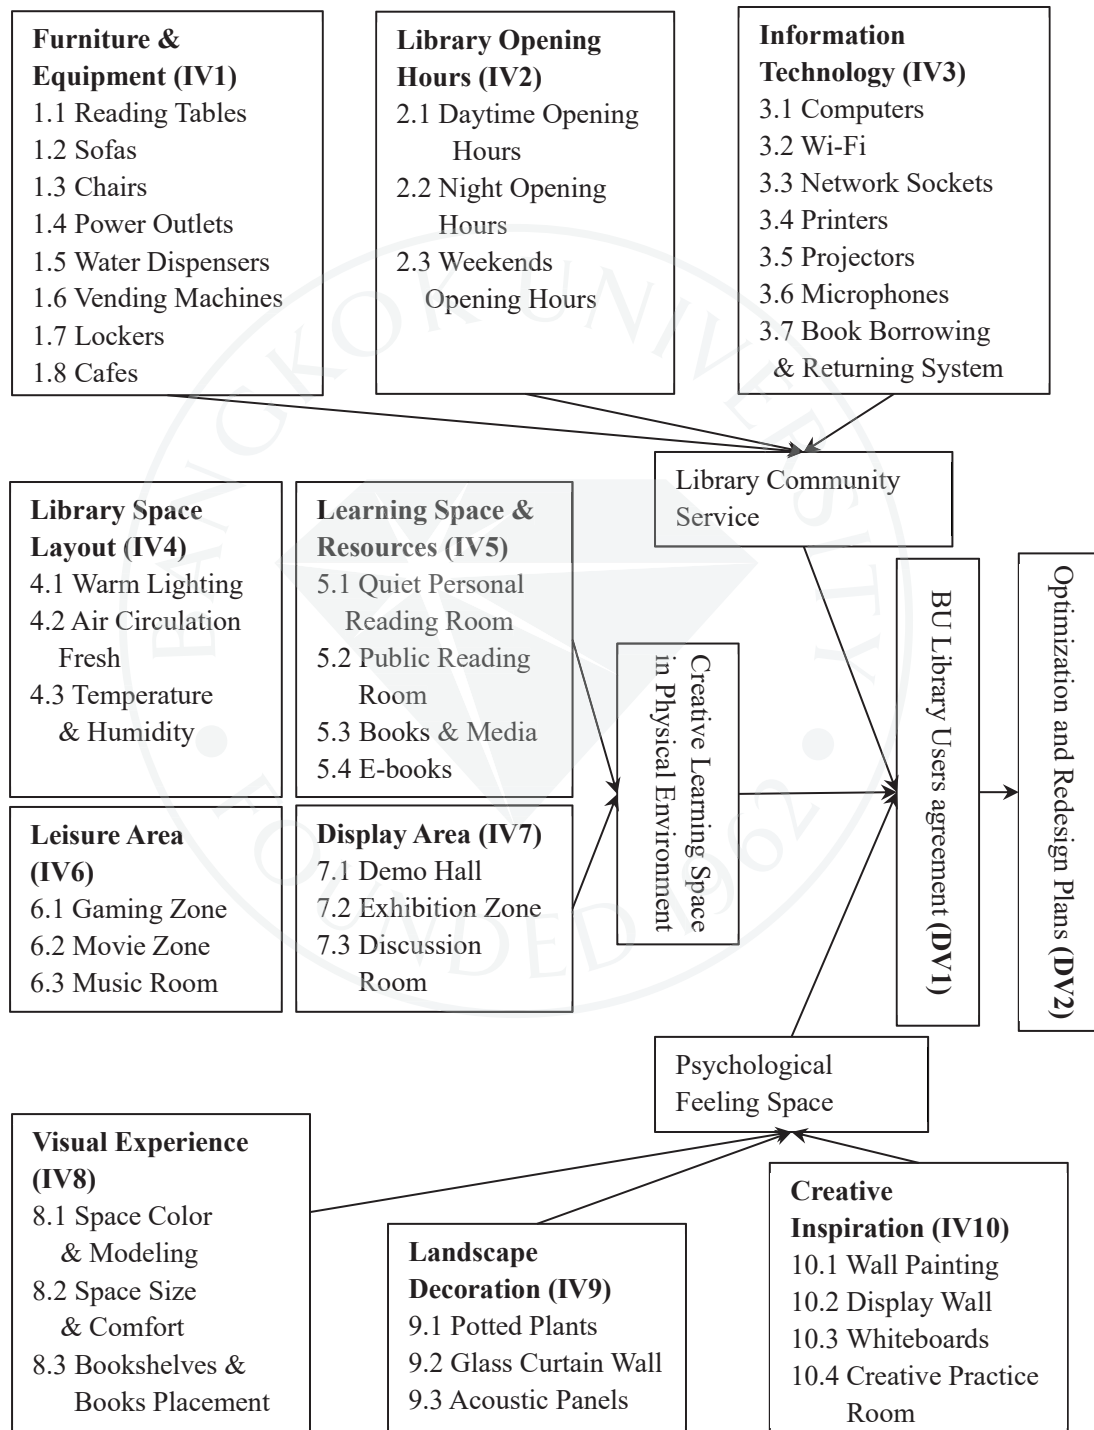 Furniture &
Equipment (IV1)
1.1 Reading Tables
1.2 Sofas
1.3 Chairs
1.4 Power Outlets
1.5 Water Dispensers
1.6 Vending Machines
1.7 Lockers
1.8 Cafes
Library Opening
Hours (IV2)
2.1 Daytime Opening
Hours
2.2 Night Opening
Hours
2.3 Weekends
Opening Hours
Information
Technology (IV3)
3.1 Computers
3.2 Wi-Fi
3.3 Network Sockets
3.4 Printers
3.5 Projectors
3.6 Microphones
3.7 Book Borrowing
& Returning System
Library Community
Service
Library Space
Layout (IV4)
4.1 Warm Lighting
4.2 Air Circulation
Fresh
4.3 Temperature
& Humidity
Learning Space &
Resources (IV5)
5.1 Quiet Personal
Reading Room
5.2 Public Reading
Room
5.3 Books & Media
5.4 E-books
Leisure Area
(IV6)
6.1 Gaming Zone
6.2 Movie Zone
6.3 Music Room
Display Area (IV7)
7.1 Demo Hall
7.2 Exhibition Zone
7.3 Discussion
Room
Creative Learning Space
in Physical Environment
BU Library Users agreement (DV1)
Optimization and Redesign Plans (DV2)
Psychological
Feeling Space
Visual Experience
(IV8)
8.1 Space Color
& Modeling
8.2 Space Size
& Comfort
8.3 Bookshelves &
Books Placement
Landscape
Decoration (IV9)
9.1 Potted Plants
9.2 Glass Curtain Wall
9.3 Acoustic Panels
Creative
Inspiration (IV10)
10.1 Wall Painting
10.2 Display Wall
10.3 Whiteboards
10.4 Creative Practice
Room
BANGKOK UNIVERSITY
FOUNDED 1962